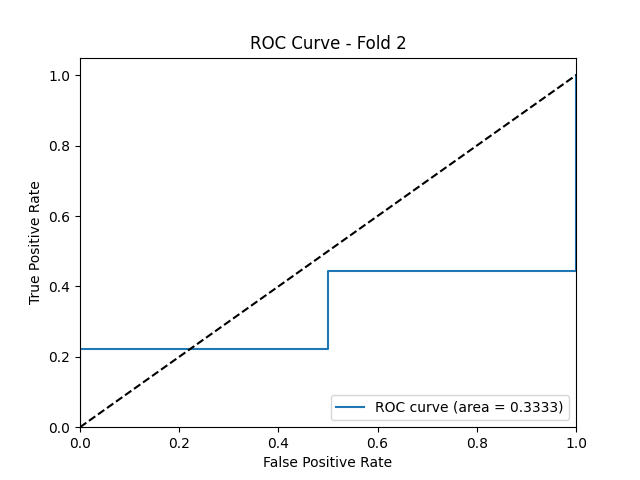 ROC Curve - Fold 2
True Positive Rate
1.0
0.8
0.6
0.4
0.2
0.0
ROC curve (area = 0.3333)
0.0 0.2 0.4 0.6 0.8 1.0
False Positive Rate